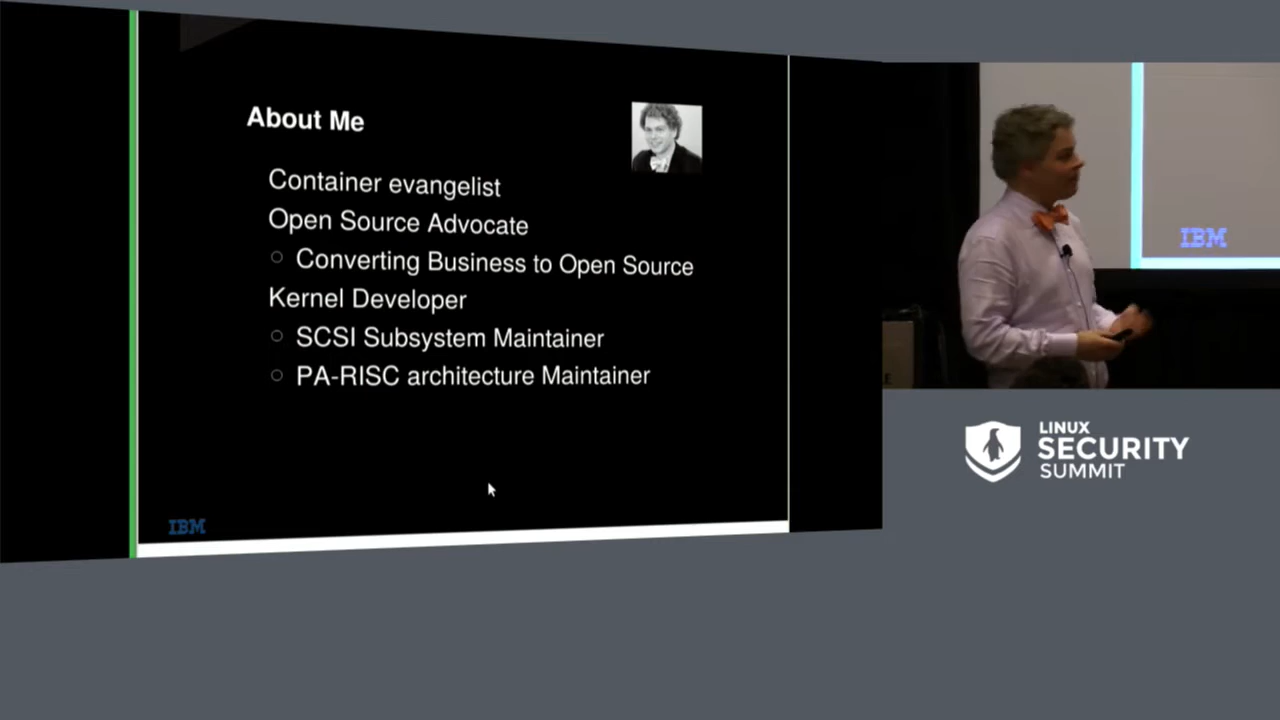 About Me
Container evangelist
Open Source Advocate
Converting Business to Open Source
Kernel Developer
SCSI Subsystem Maintainer
PA-RISC architecture Maintainer
IBM
IBM
LINUX
SECURITY
SUMMIT